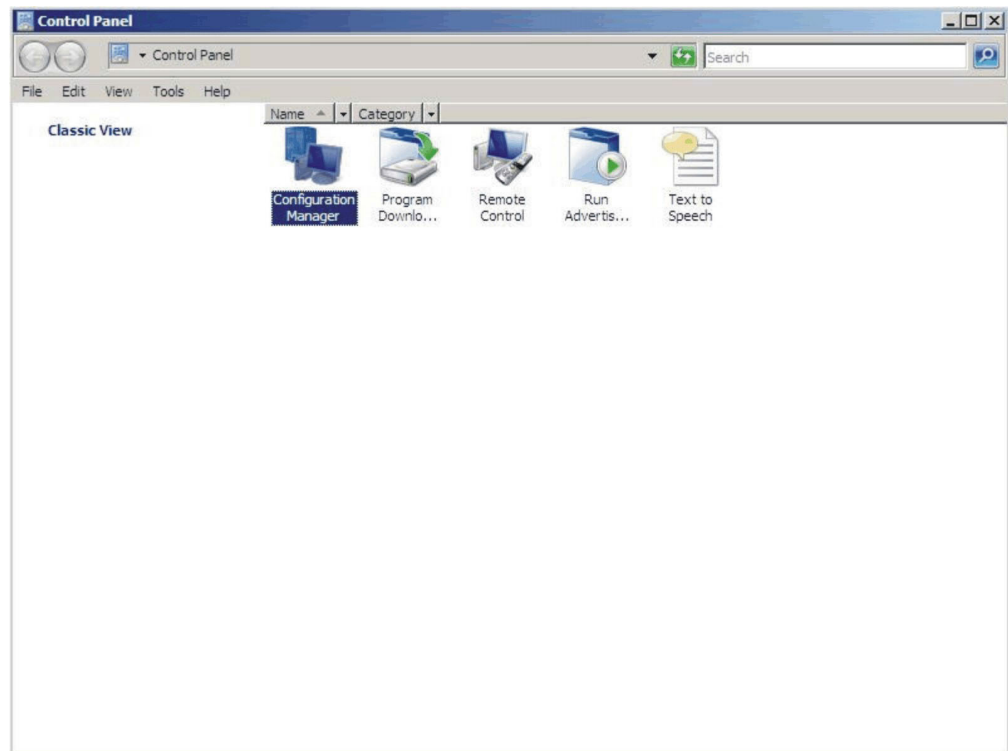 Control Panel
Control Panel
Search
File Edit View Tools Help
Name Category
Classic View
Configuration
Manager
Program
Downlo...
Remote
Control
Run
Advertis...
Text to
Speech